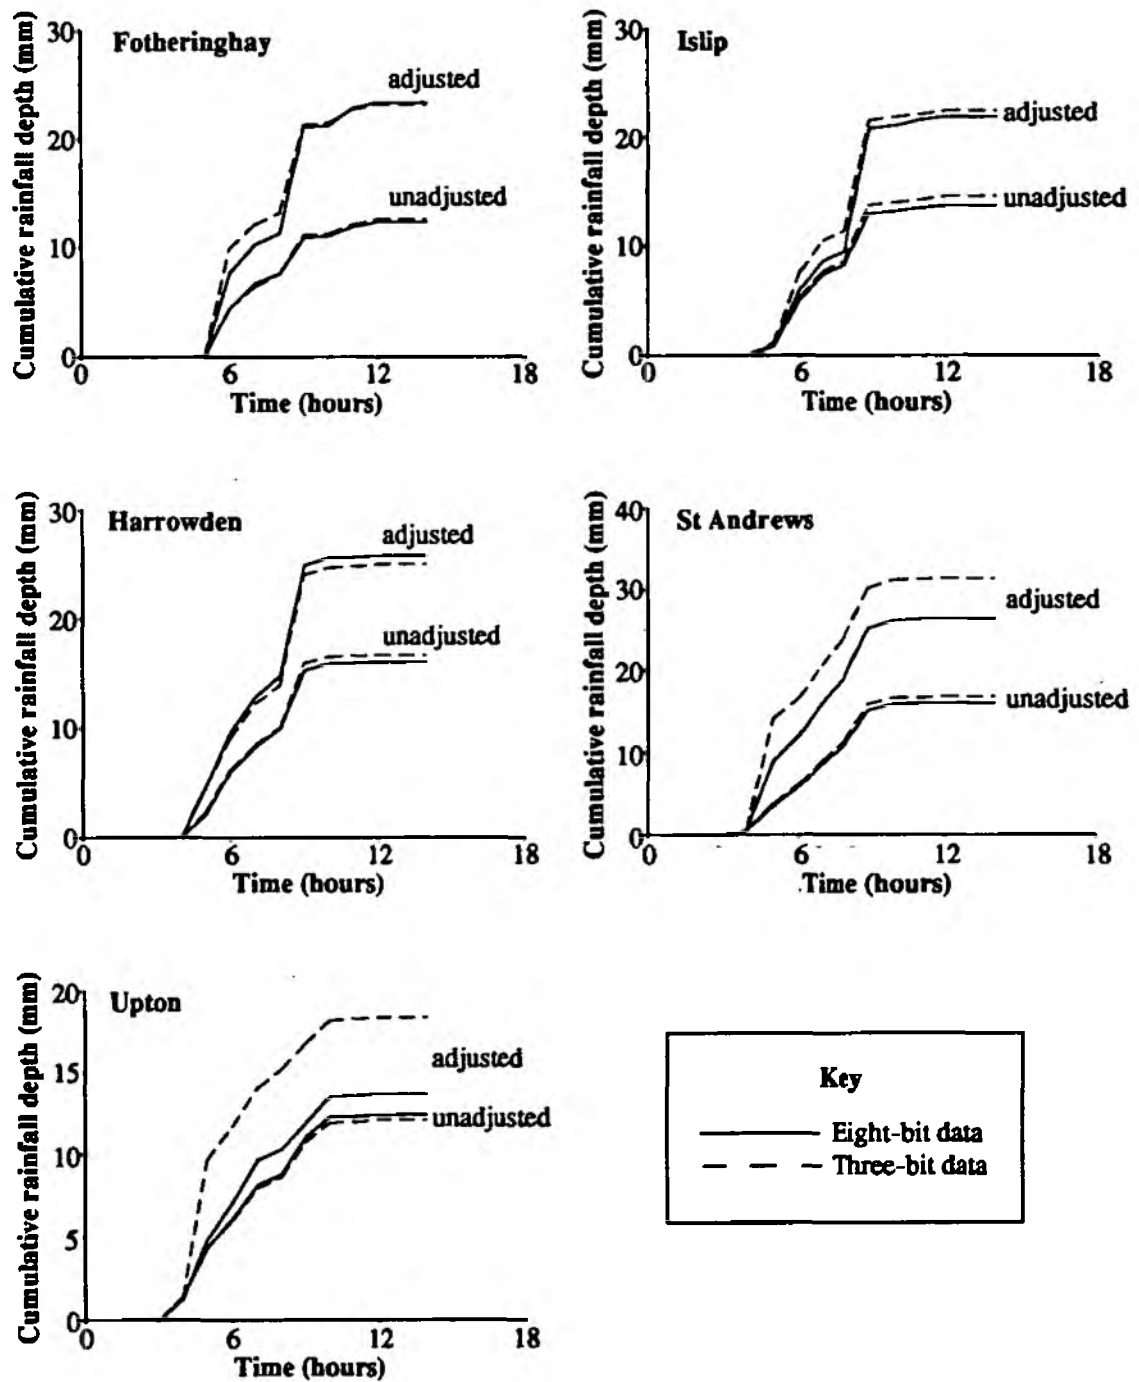 Fotheringhay
Cumulative rainfall depth (mm)
30
20
10
0
adjusted
unadjusted
0 6 12 18
Time (hours)
Islip
Cumulative rainfall depth (mm)
30
20
10
0
adjusted
unadjusted
0 6 12 18
Time (hours)
Harrowden
Cumulative rainfall depth (mm)
30
20
10
0
adjusted
unadjusted
0 6 12 18
Time (hours)
St Andrews
Cumulative rainfall depth (mm)
40
30
20
10
0
adjusted
unadjusted
0 6 12 18
Time (hours)
Upton
Cumulative rainfall depth (mm)
20
15
10
5
0
adjusted
unadjusted
0 6 12 18
Time (hours)
Key
Eight-bit data
Three-bit data